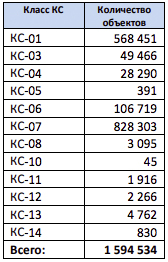 Класс КС Количество объектов
КС-01 568 451
КС-03 49 466
КС-04 28 290
КС-05 391
КС-06 106 719
КС-07 828 303
КС-08 3 095
КС-10 45
КС-11 1 916
КС-12 2 266
КС-13 4 762
КС-14 830
Всего: 1 594 534